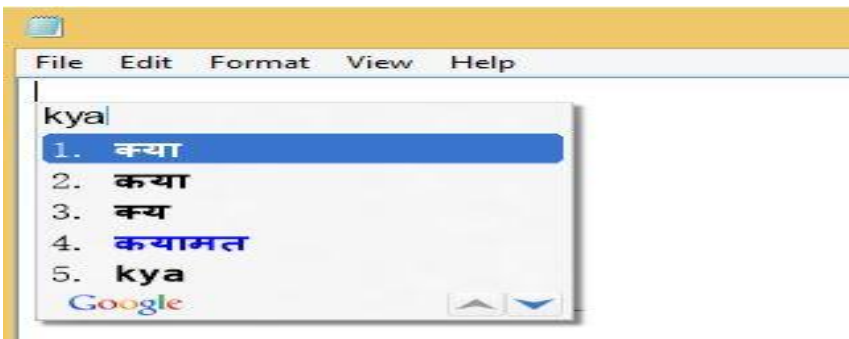 File Edit Format View Help
kya
1. क्या
2. कया
3. क्य
4. कयामत
5. kya
Google